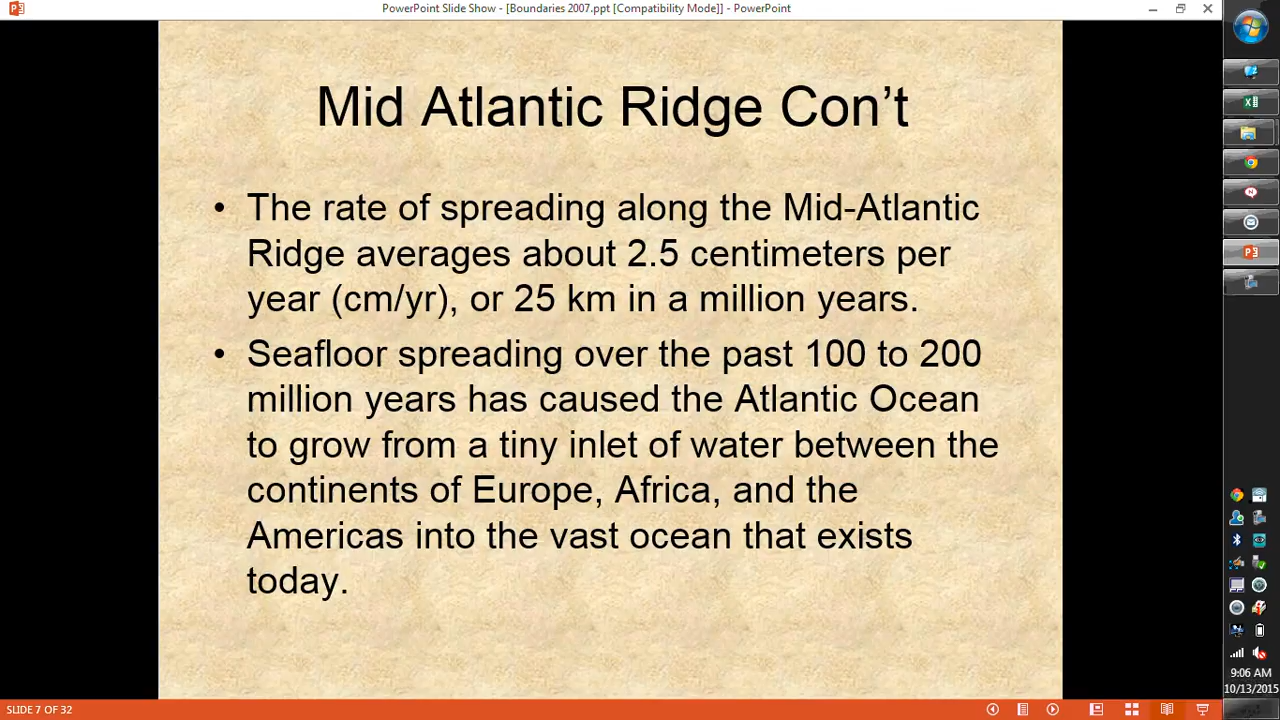 PowerPoint Slide Show - [Boundaries 2007.ppt [Compatibility Mode]] - PowerPoint
Mid Atlantic Ridge Con’t
• The rate of spreading along the Mid-Atlantic
Ridge averages about 2.5 centimeters per
year (cm/yr), or 25 km in a million years.
• Seafloor spreading over the past 100 to 200
million years has caused the Atlantic Ocean
to grow from a tiny inlet of water between the
continents of Europe, Africa, and the
Americas into the vast ocean that exists
today.
9:06 AM
10/13/2015
SLIDE 7 OF 32